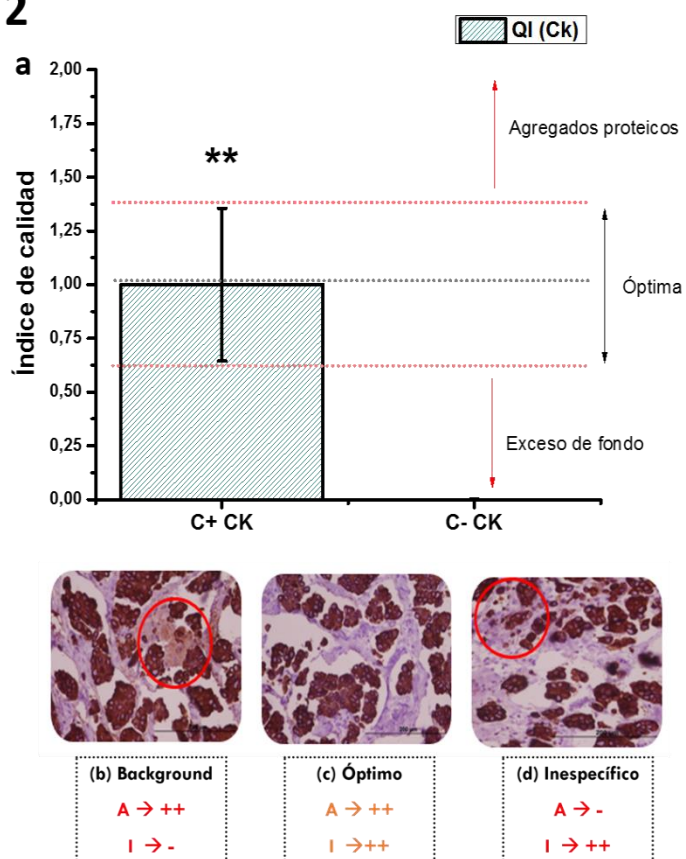 2
QI (Ck)
a
Índice de calidad
2,00
1,75
1,50
1,25
1,00
0,75
0,50
0,25
0,00
**
Agregados proteicos
Óptima
Exceso de fondo
C+ CK
C- CK
(b) Background
A → ++
I → -
(c) Óptimo
A → ++
I → ++
(d) Inespecífico
A → -
I → ++